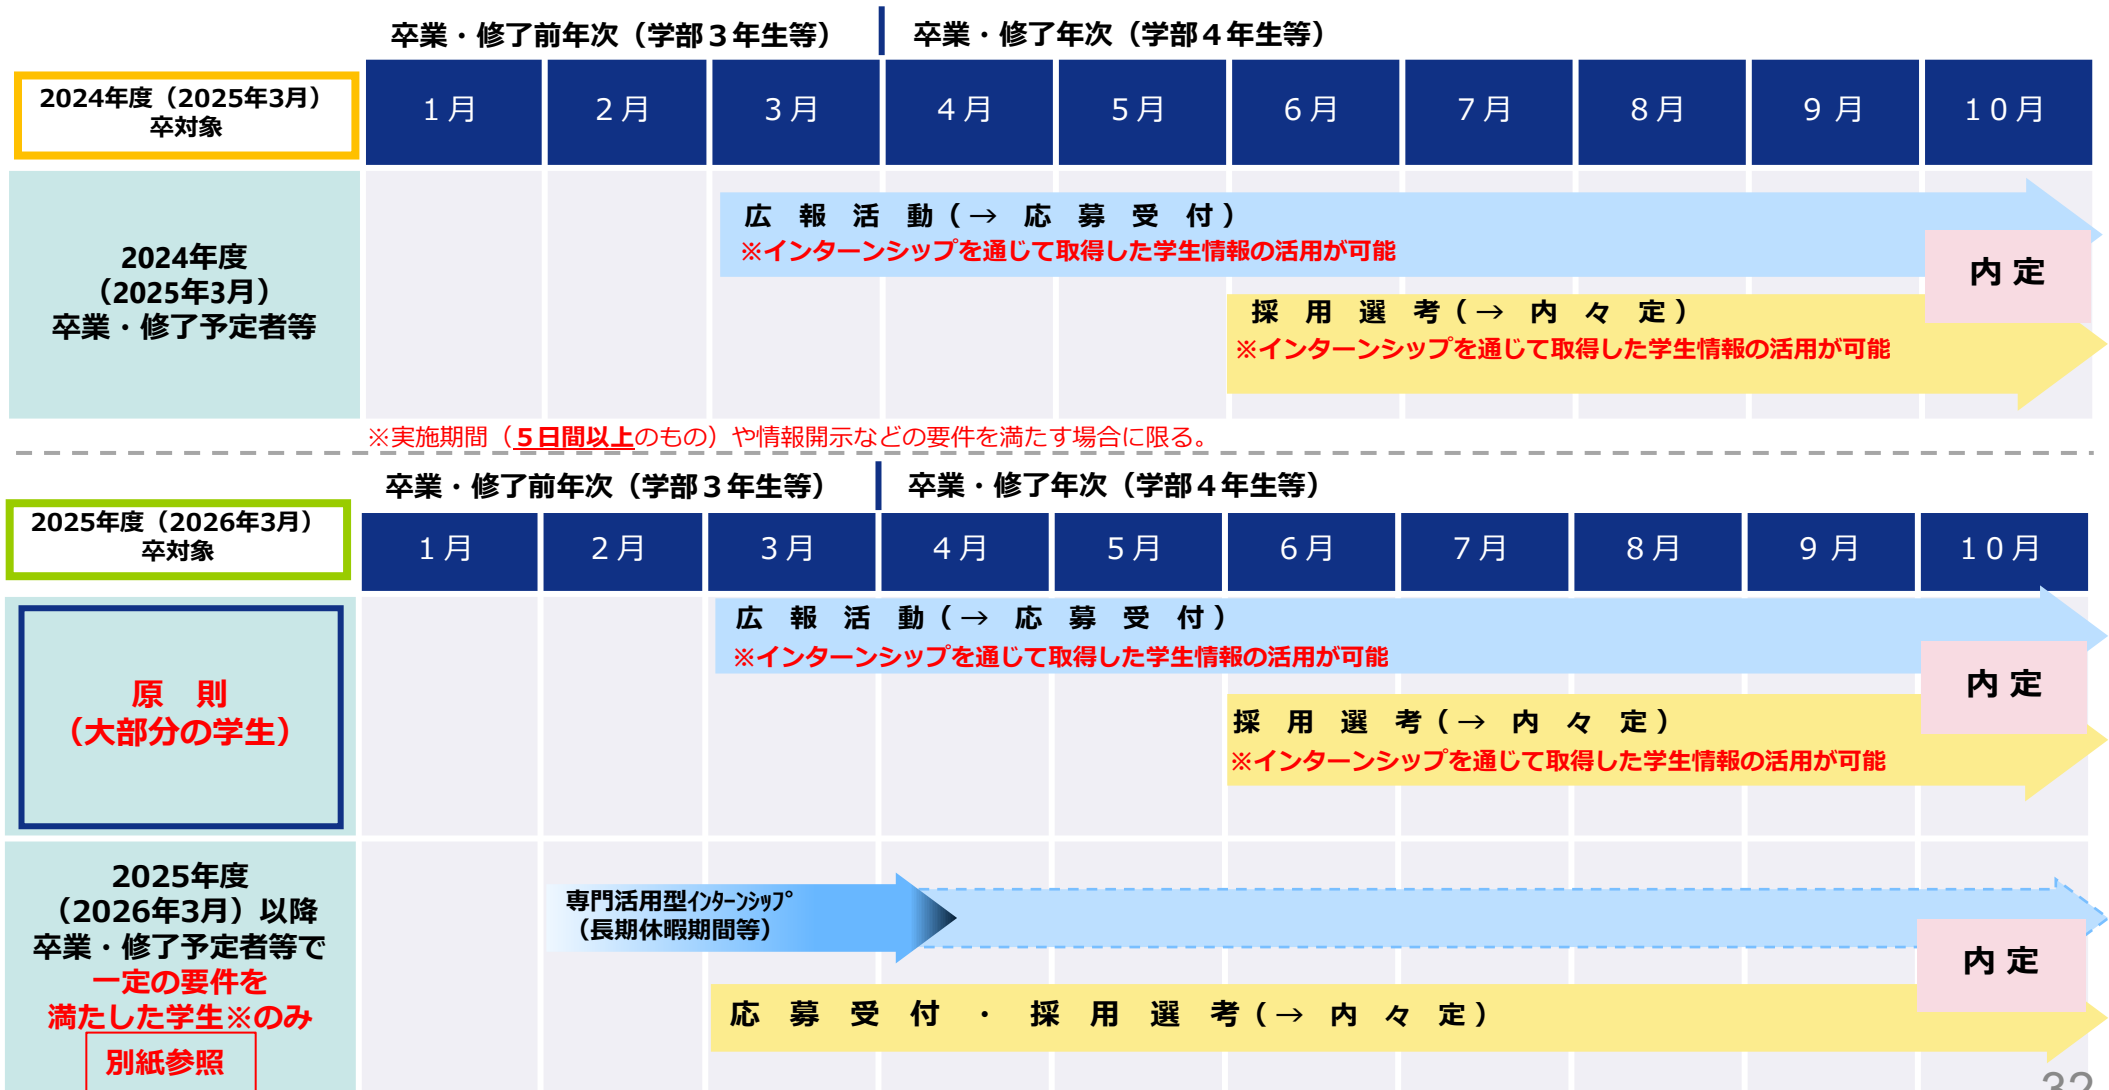 卒業・修了前年次（学部３年生等） 卒業・修了年次（学部４年生等）
2024年度（2025年3月）
卒対象
１月 ２月 ３月 ４月 ５月 ６月 ７月 ８月 ９月 １０月
2024年度
（2025年3月）
卒業・修了予定者等
広報活動（→ 応募受付）
※インターンシップを通じて取得した学生情報の活用が可能
内定
採用選考（→ 内々定）
※インターンシップを通じて取得した学生情報の活用が可能
※実施期間（５日間以上のもの）や情報開示などの要件を満たす場合に限る。
卒業・修了前年次（学部３年生等） 卒業・修了年次（学部４年生等）
2025年度（2026年3月）
卒対象
１月 ２月 ３月 ４月 ５月 ６月 ７月 ８月 ９月 １０月
原 則
（大部分の学生）
広報活動（→ 応募受付）
※インターンシップを通じて取得した学生情報の活用が可能
内定
採用選考（→ 内々定）
※インターンシップを通じて取得した学生情報の活用が可能
2025年度
（2026年3月）以降
卒業・修了予定者等で
一定の要件を
満たした学生※のみ
別紙参照
専門活用型ｲﾝﾀｰﾝｼｯﾌﾟ
（長期休暇期間等）
内定
応募受付・採用選考（→ 内々定）
32